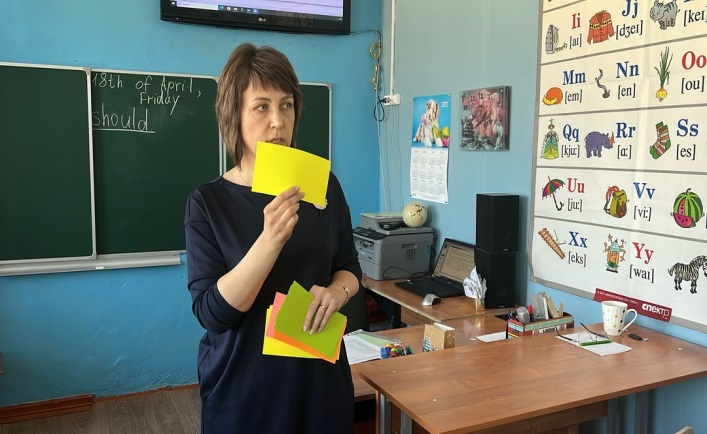 18th of April,
Friday
should
Ii
[aɪ]
Jj
[dʒeɪ]
[keɪ]
Mm
[em]
Nn
[en]
Oo
[ou]
Qq
[kju:]
Rr
[ɑ:]
Ss
[es]
Uu
[ju:]
Vv
[vi:]
Xx
[eks]
Yy
[waɪ]
СПЕКТР
LG